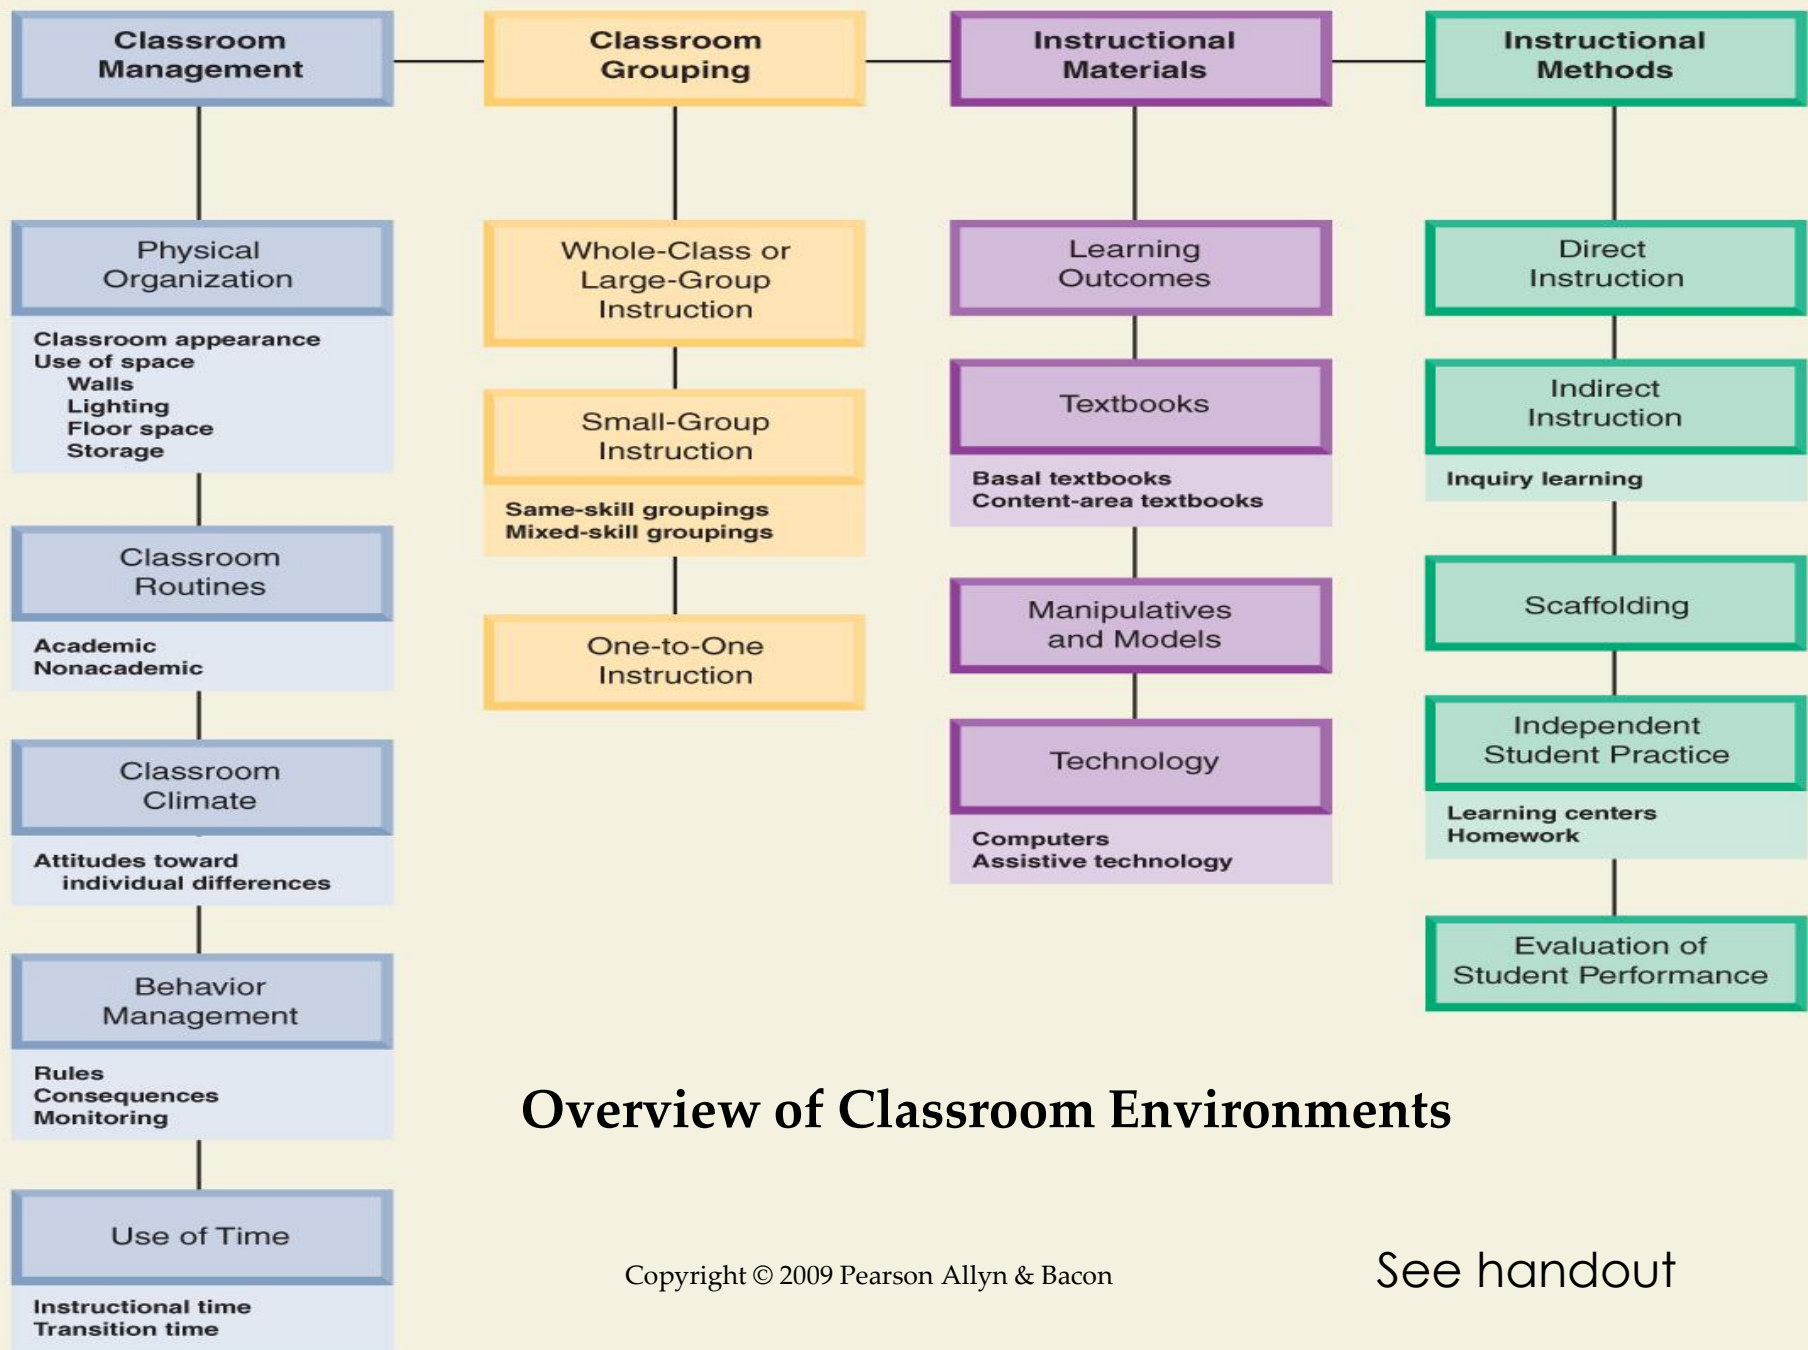 Classroom
Management
Physical
Organization
Classroom appearance
Use of space
Walls
Lighting
Floor space
Storage
Classroom
Routines
Academic
Nonacademic
Classroom
Climate
Attitudes toward
individual differences
Behavior
Management
Rules
Consequences
Monitoring
Use of Time
Instructional time
Transition time
Classroom
Grouping
Whole-Class or
Large-Group
Instruction
Small-Group
Instruction
Same-skill groupings
Mixed-skill groupings
One-to-One
Instruction
Instructional
Materials
Learning
Outcomes
Textbooks
Basal textbooks
Content-area textbooks
Manipulatives
and Models
Technology
Computers
Assistive technology
Instructional
Methods
Direct
Instruction
Indirect
Instruction
Inquiry learning
Scaffolding
Independent
Student Practice
Learning centers
Homework
Evaluation of
Student Performance
Overview of Classroom Environments
Copyright © 2009 Pearson Allyn & Bacon
See handout